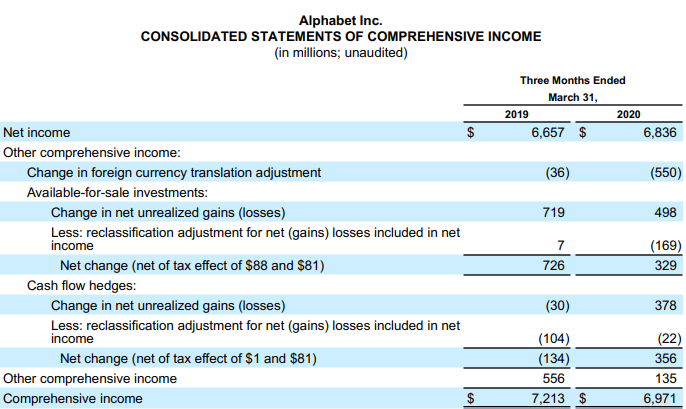 Alphabet Inc.
CONSOLIDATED STATEMENTS OF COMPREHENSIVE INCOME
(in millions; unaudited)
Three Months Ended
March 31,
2019 2020
Net income $ 6,657 $ 6,836
Other comprehensive income:
Change in foreign currency translation adjustment (36) (550)
Available-for-sale investments:
Change in net unrealized gains (losses) 719 498
Less: reclassification adjustment for net (gains) losses included in net
income 7 (169)
Net change (net of tax effect of $88 and $81) 726 329
Cash flow hedges:
Change in net unrealized gains (losses) (30) 378
Less: reclassification adjustment for net (gains) losses included in net
income (104) (22)
Net change (net of tax effect of $1 and $81) (134) 356
Other comprehensive income 556 135
Comprehensive income $ 7,213 $ 6,971